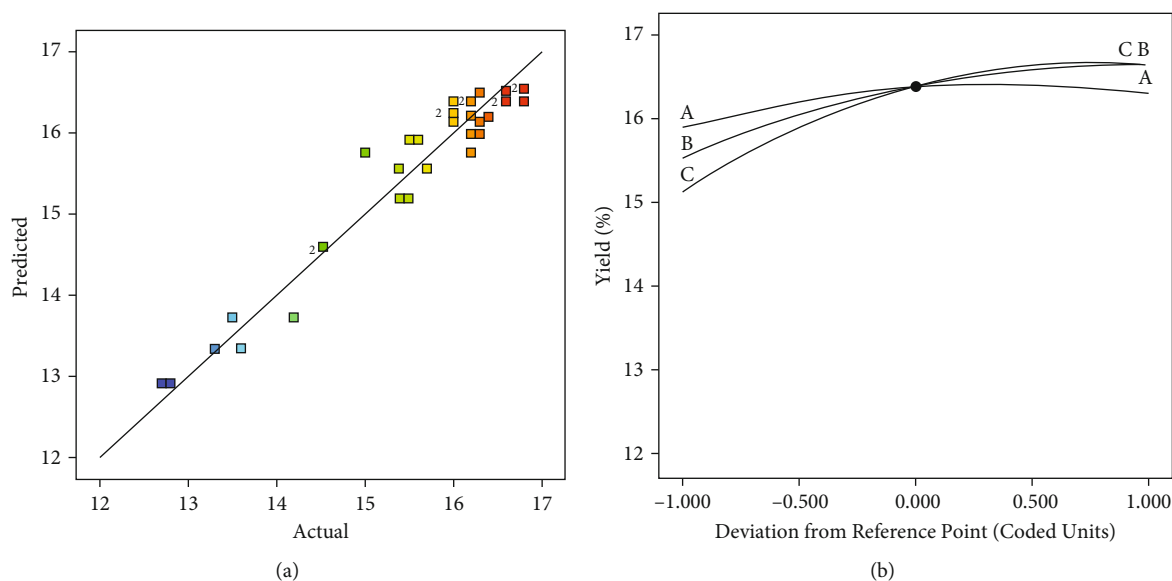 17
16
15
14
13
12
Predicted
2
2
2
2
2
12
13
14
15
16
17
Actual
(a)
17
16
15
14
13
12
Yield (%)
A
B
C
C B
A
–1.000
–0.500
0.000
0.500
1.000
Deviation from Reference Point (Coded Units)
(b)